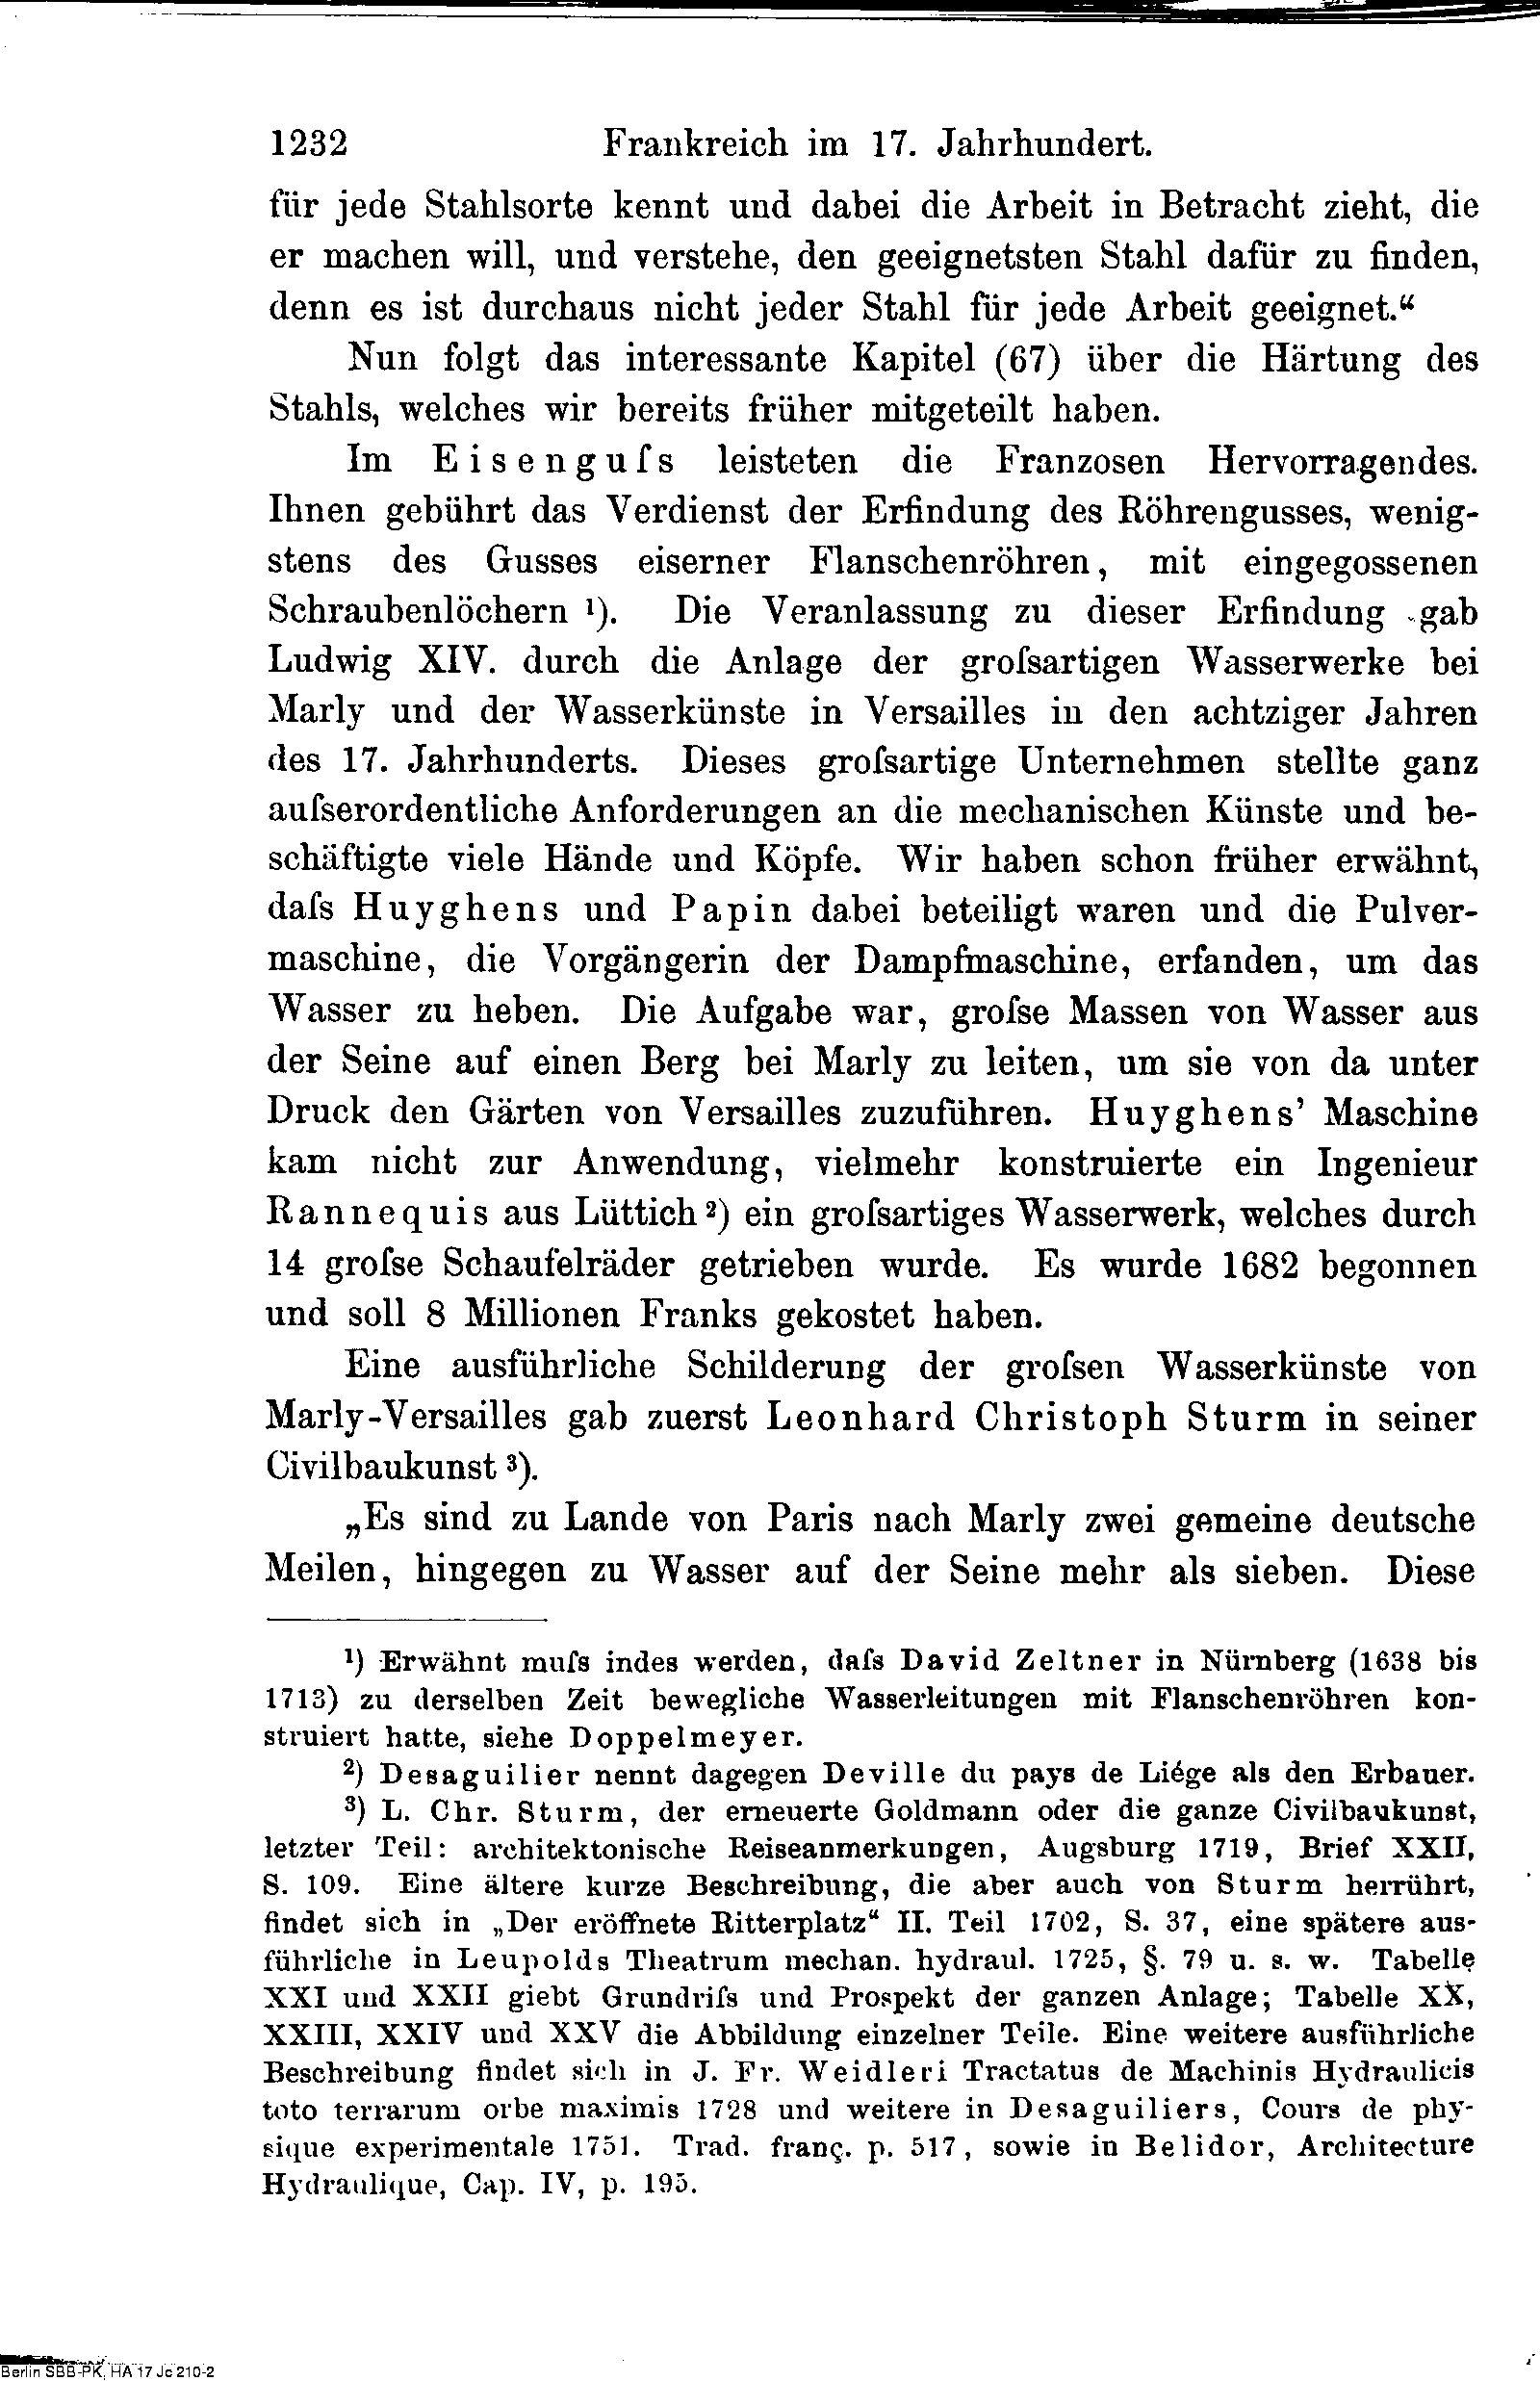 1232 Frankreich im 17. Jahrhundert.
für jede Stahlsorte kennt und dabei die Arbeit in Betracht zieht, die
er machen will, und verstehe, den geeignetsten Stahl dafür zu finden,
denn es ist durchaus nicht jeder Stahl für jede Arbeit geeignet.“
Nun folgt das interessante Kapitel (67) über die Härtung des
Stahls, welches wir bereits früher mitgeteilt haben.
Im Eisenguſs leisteten die Franzosen Hervorragendes.
Ihnen gebührt das Verdienst der Erfindung des Röhrengusses, wenig-
stens des Gusses eiserner Flanschenröhren, mit eingegossenen
Schraubenlöchern ¹). Die Veranlassung zu dieser Erfindung gab
Ludwig XIV. durch die Anlage der groſsartigen Wasserwerke bei
Marly und der Wasserkünste in Versailles in den achtziger Jahren
des 17. Jahrhunderts. Dieses groſsartige Unternehmen stellte ganz
auſserordentliche Anforderungen an die mechanischen Künste und be-
schäftigte viele Hände und Köpfe. Wir haben schon früher erwähnt,
daſs Huyghens und Papin dabei beteiligt waren und die Pulver-
maschine, die Vorgängerin der Dampfmaschine, erfanden, um das
Wasser zu heben. Die Aufgabe war, groſse Massen von Wasser aus
der Seine auf einen Berg bei Marly zu leiten, um sie von da unter
Druck den Gärten von Versailles zuzuführen. Huyghens’ Maschine
kam nicht zur Anwendung, vielmehr konstruierte ein Ingenieur
Rannequis aus Lüttich ²) ein groſsartiges Wasserwerk, welches durch
14 groſse Schaufelräder getrieben wurde. Es wurde 1682 begonnen
und soll 8 Millionen Franks gekostet haben.
Eine ausführliche Schilderung der groſsen Wasserkünste von
Marly-Versailles gab zuerst Leonhard Christoph Sturm in seiner
Civilbaukunst ³).
„Es sind zu Lande von Paris nach Marly zwei gemeine deutsche
Meilen, hingegen zu Wasser auf der Seine mehr als sieben. Diese
¹) Erwähnt muſs indes werden, daſs David Zeltner in Nürnberg (1638 bis
1713) zu derselben Zeit bewegliche Wasserleitungen mit Flanschenröhren kon-
struiert hatte, siehe Doppelmeyer.
²) Desaguilier nennt dagegen Deville du pays de Liége als den Erbauer.
³) L. Chr. Sturm, der erneuerte Goldmann oder die ganze Civilbaukunst,
letzter Teil: architektonische Reiseanmerkungen, Augsburg 1719, Brief XXII,
S. 109. Eine ältere kurze Beschreibung, die aber auch von Sturm herrührt,
findet sich in „Der eröffnete Ritterplatz“ II. Teil 1702, S. 37, eine spätere aus-
führliche in Leupolds Theatrum mechan. hydraul. 1725, §. 79 u. s. w. Tabelle
XXI und XXII giebt Grundriſs und Prospekt der ganzen Anlage; Tabelle XX,
XXIII, XXIV und XXV die Abbildung einzelner Teile. Eine weitere ausführliche
Beschreibung findet sich in J. Fr. Weidleri Tractatus de Machinis Hydraulicis
toto terrarum orbe maximis 1728 und weitere in Desaguiliers, Cours de phy-
sique experimentale 1751. Trad. franç. p. 517, sowie in Belidor, Architecture
Hydraulique, Cap. IV, p. 195.
Berlin SBB-PK, HA 17 Jc 210-2